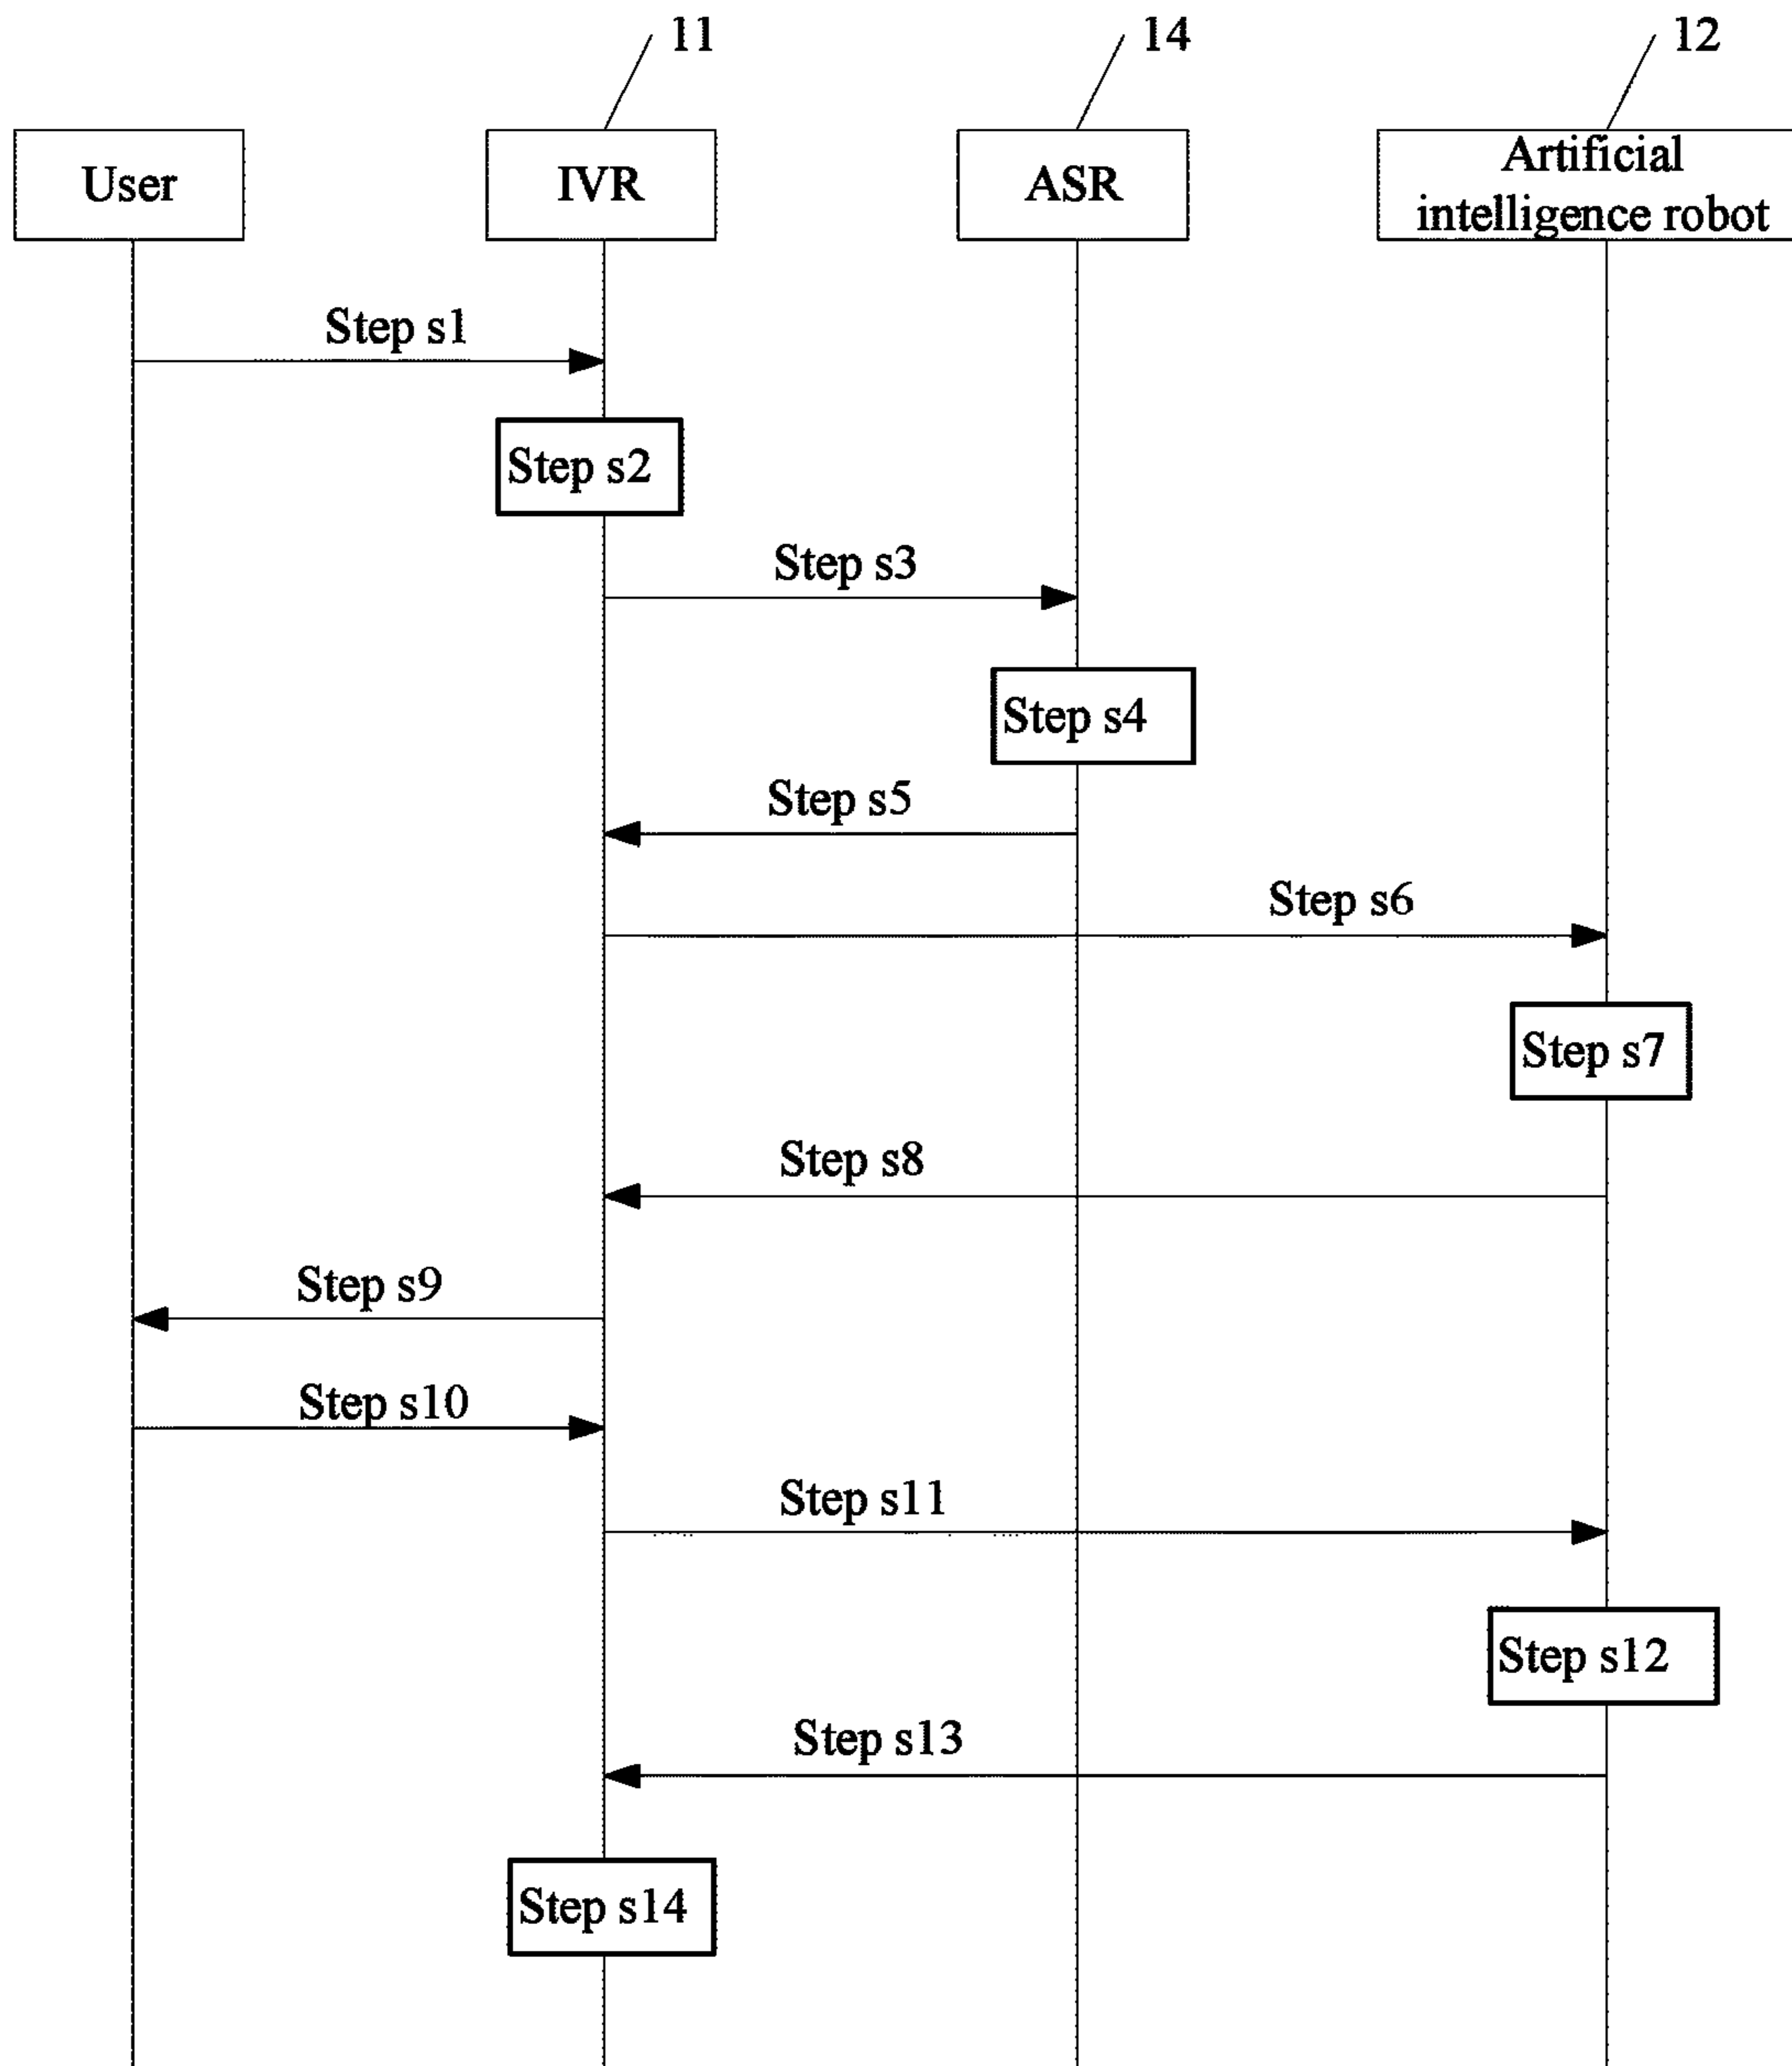 11
14
12
User
IVR
ASR
Artificial
intelligence robot
Step s1
Step s2
Step s3
Step s4
Step s5
Step s6
Step s7
Step s8
Step s9
Step s10
Step s11
Step s12
Step s13
Step s14